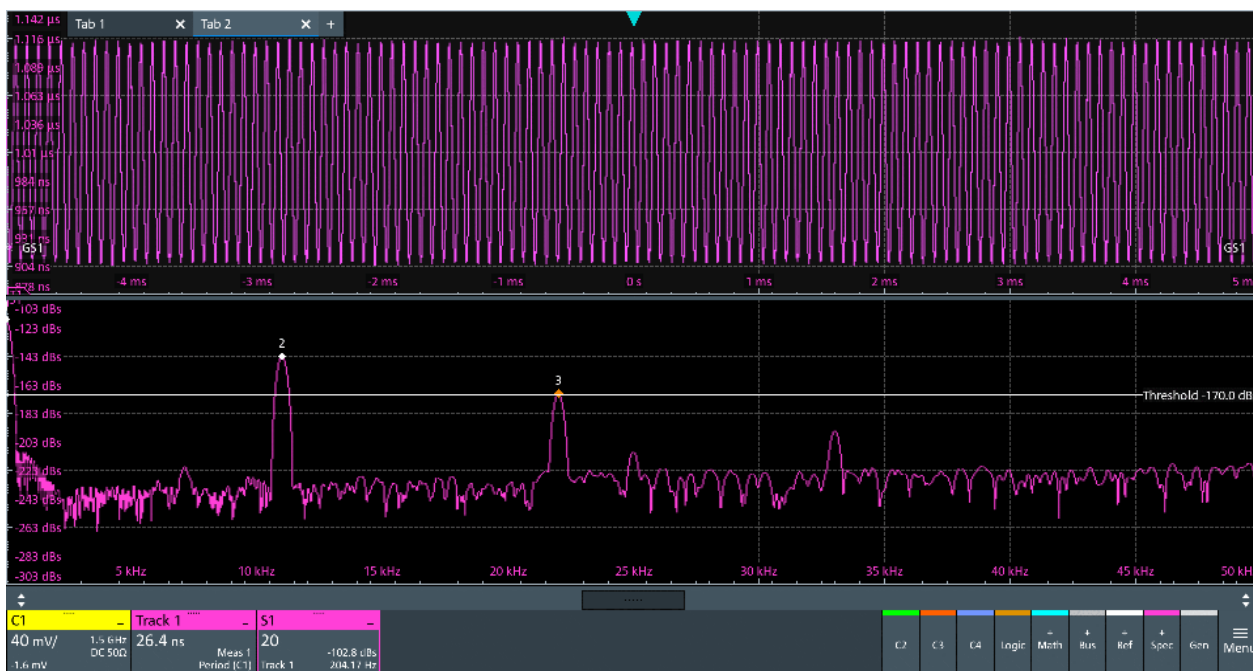 1.142 µs
Tab 1 × Tab 2 × +
1.116 µs
1.089 µs
1.063 µs
1.036 µs
1.01 µs
984 ns
957 ns
931 ns
GS1 GS1
904 ns
-4 ms -3 ms -2 ms -1 ms 0 s 1 ms 2 ms 3 ms 4 ms 5 ms
878 ns
-103 dBs
-123 dBs
2
-143 dBs
3
-163 dBs
Threshold -170.0 dB
-183 dBs
-203 dBs
-223 dBs
-243 dBs
-263 dBs
-283 dBs
5 kHz 10 kHz 15 kHz 20 kHz 25 kHz 30 kHz 35 kHz 40 kHz 45 kHz 50 kH
-303 dBs
C1 Track 1 S1
40 mV/ 1.5 GHz 26.4 ns 20
DC 50Ω Meas 1 -102.8 dBs
-1.6 mV Period [C1] Track 1 204.17 Hz
C2 C3 C4 Logic Math Bus Ref Spec Gen Menu